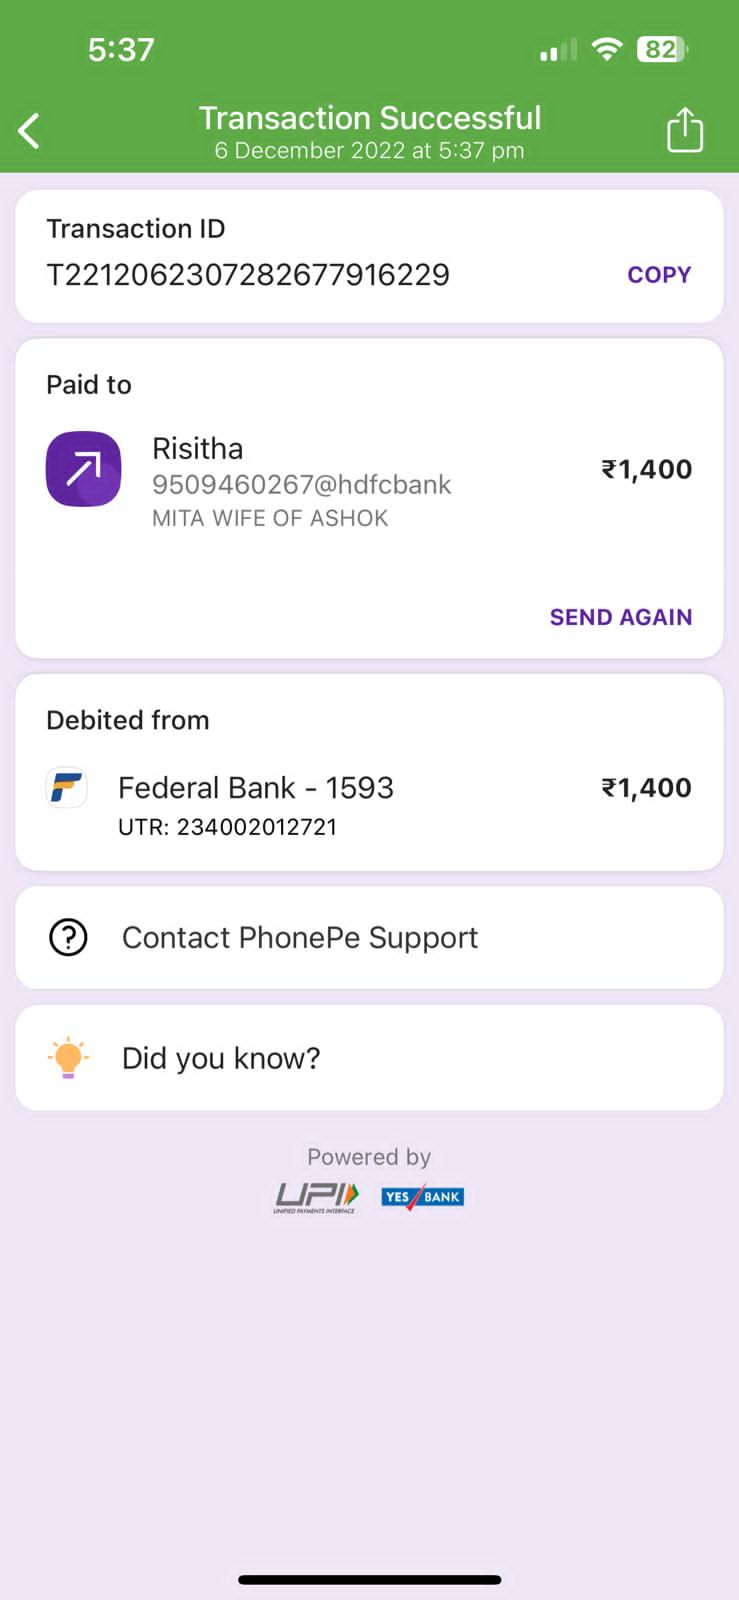 5:37
82
Transaction Successful
6 December 2022 at 5:37 pm
Transaction ID
T2212062307282677916229
COPY
Paid to
Risitha
₹1,400
9509460267@hdfcbank
MITA WIFE OF ASHOK
SEND AGAIN
Debited from
Federal Bank - 1593
₹1,400
UTR: 234002012721
Contact PhonePe Support
Did you know?
Powered by
UPI
UNIFIED PAYMENTS INTERFACE
YES BANK